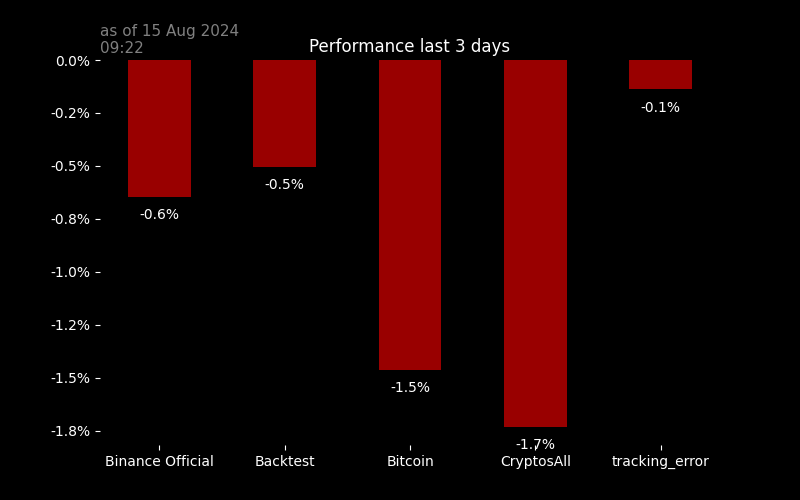 as of 15 Aug 2024
09:22
Performance last 3 days
0.0%
-0.2%
-0.5%
-0.8%
-1.0%
-1.2%
-1.5%
-1.8%
-0.6%
-0.5%
-1.5%
-1.7%
-0.1%
Binance Official
Backtest
Bitcoin
CryptosAll
tracking_error